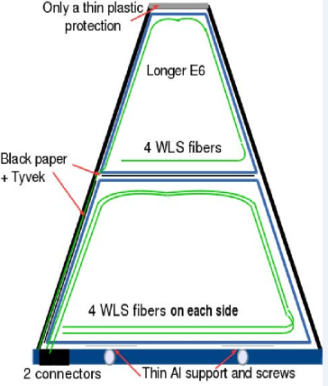 Only a thin plastic
protection
Longer E6
4 WLS fibers
Black paper
+ Tyvek
4 WLS fibers on each side
2 connectors
Thin Al support and screws